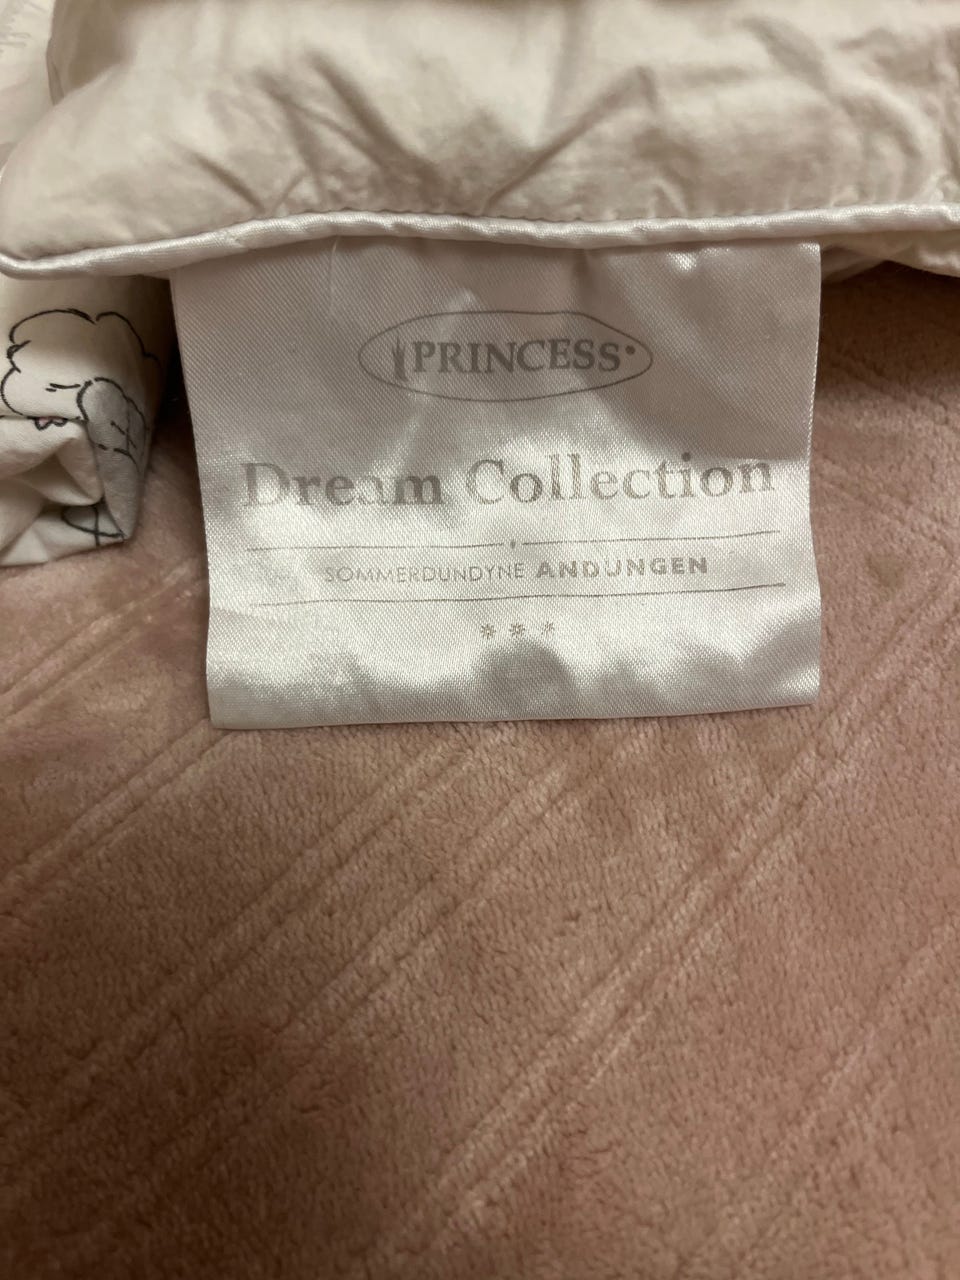 PRINCESS
Dream Collection
SOMMERDUNDYNE ANDUNGEN
* * *